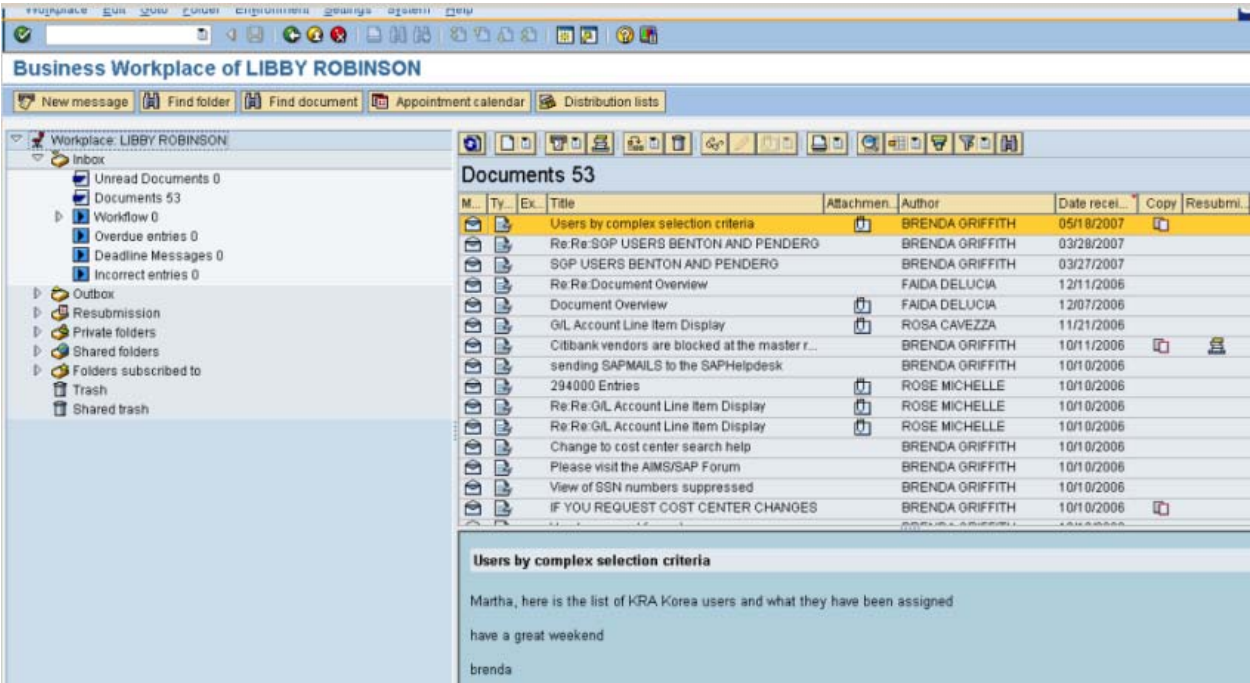 Workplace Edit Goto Folder Environment Settings System Help
Business Workplace of LIBBY ROBINSON
New message Find folder Find document Appointment calendar Distribution lists
Workplace: LIBBY ROBINSON
Inbox
Unread Documents 0
Documents 53
Workflow 0
Overdue entries 0
Deadline Messages 0
Incorrect entries 0
Outbox
Resubmission
Private folders
Shared folders
Folders subscribed to
Trash
Shared trash
Documents 53
M... Ty... Ex... Title Attachmen... Author Date recei... Copy Resubmi...
Users by complex selection criteria BRENDA GRIFFITH 05/18/2007
Re:Re:SGP USERS BENTON AND PENDERG BRENDA GRIFFITH 03/28/2007
SGP USERS BENTON AND PENDERG BRENDA GRIFFITH 03/27/2007
Re:Re:Document Overview FAIDA DELUCIA 12/11/2006
Document Overview FAIDA DELUCIA 12/07/2006
G/L Account Line Item Display ROSA CAVEZZA 11/21/2006
Citibank vendors are blocked at the master r... BRENDA GRIFFITH 10/11/2006
sending SAPMAILS to the SAPHelpdesk BRENDA GRIFFITH 10/10/2006
294000 Entries ROSE MICHELLE 10/10/2006
Re:Re:G/L Account Line Item Display ROSE MICHELLE 10/10/2006
Re:Re:G/L Account Line Item Display ROSE MICHELLE 10/10/2006
Change to cost center search help BRENDA GRIFFITH 10/10/2006
Please visit the AIMS/SAP Forum BRENDA GRIFFITH 10/10/2006
View of SSN numbers suppressed BRENDA GRIFFITH 10/10/2006
IF YOU REQUEST COST CENTER CHANGES BRENDA GRIFFITH 10/10/2006
Users by complex selection criteria
Martha, here is the list of KRA Korea users and what they have been assigned
have a great weekend
brenda